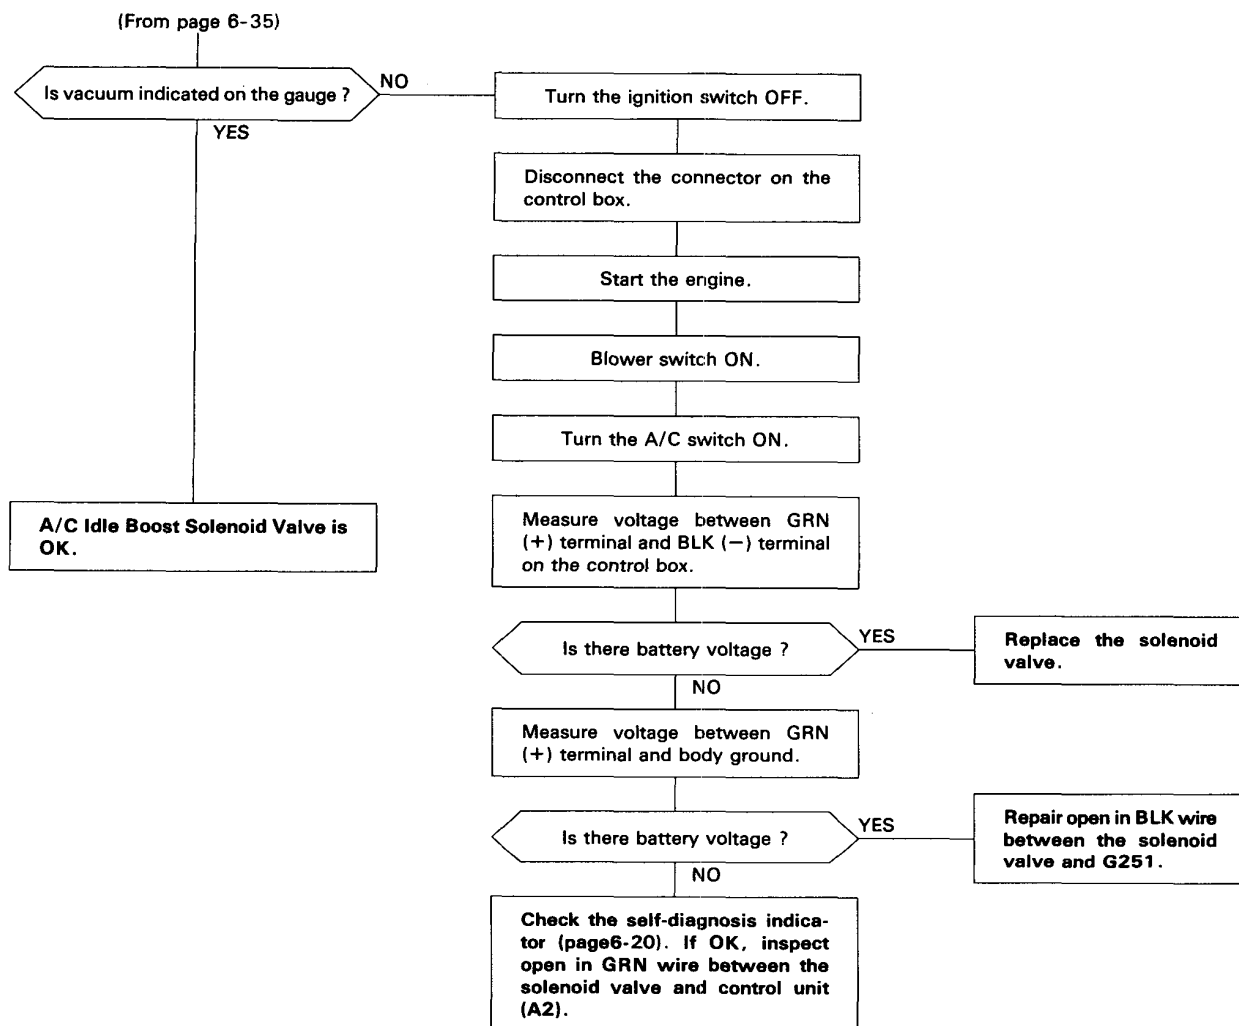 (From page 6-35)
Is vacuum indicated on the gauge ?
NO
YES
Turn the ignition switch OFF.
Disconnect the connector on the
control box.
Start the engine.
Blower switch ON.
Turn the A/C switch ON.
A/C Idle Boost Solenoid Valve is
OK.
Measure voltage between GRN
(+) terminal and BLK (−) terminal
on the control box.
Is there battery voltage ?
YES
Replace the solenoid
valve.
NO
Measure voltage between GRN
(+) terminal and body ground.
Is there battery voltage ?
YES
Repair open in BLK wire
between the solenoid
valve and G251.
NO
Check the self-diagnosis indica-
tor (page6-20). If OK, inspect
open in GRN wire between the
solenoid valve and control unit
(A2).